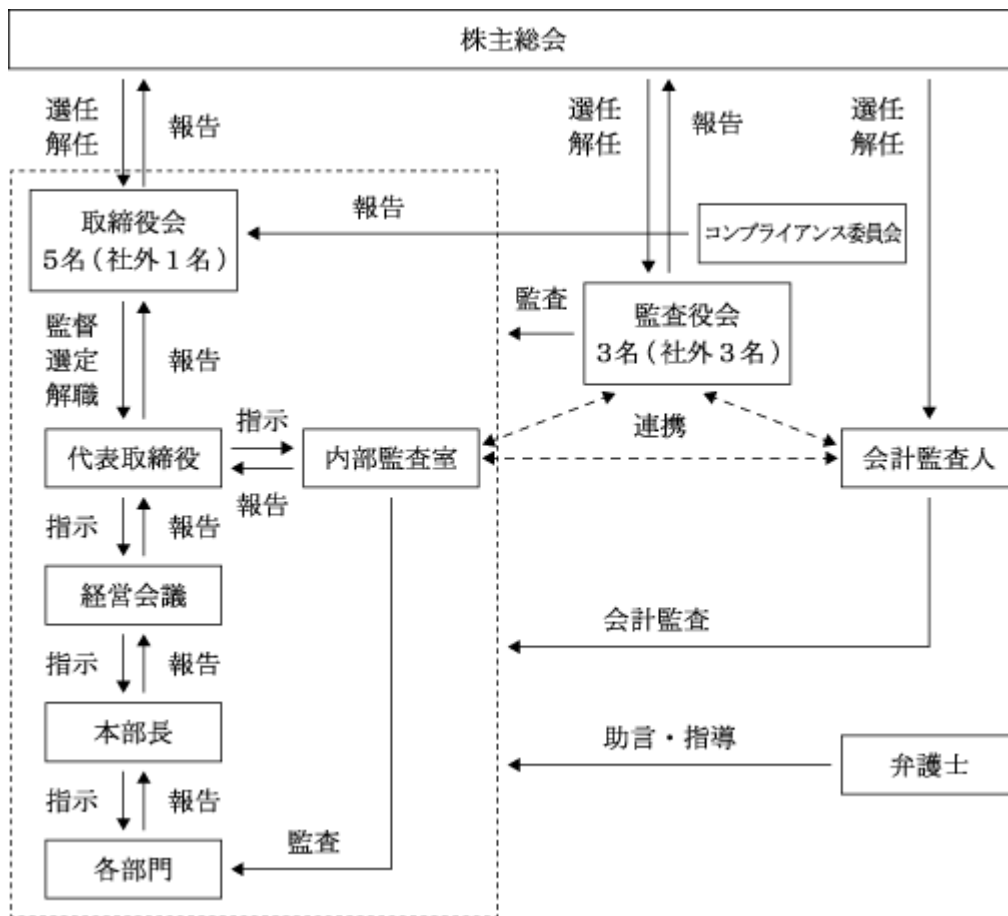 株主総会
選任
解任
報告
選任
解任
報告
選任
解任
取締役会
5名(社外1名)
報告
コンプライアンス委員会
監査
監査役会
3名(社外3名)
監督
選定
解職
報告
指示
連携
代表取締役
内部監査室
会計監査人
報告
指示
報告
経営会議
会計監査
指示
報告
本部長
助言・指導
弁護士
指示
報告
監査
各部門